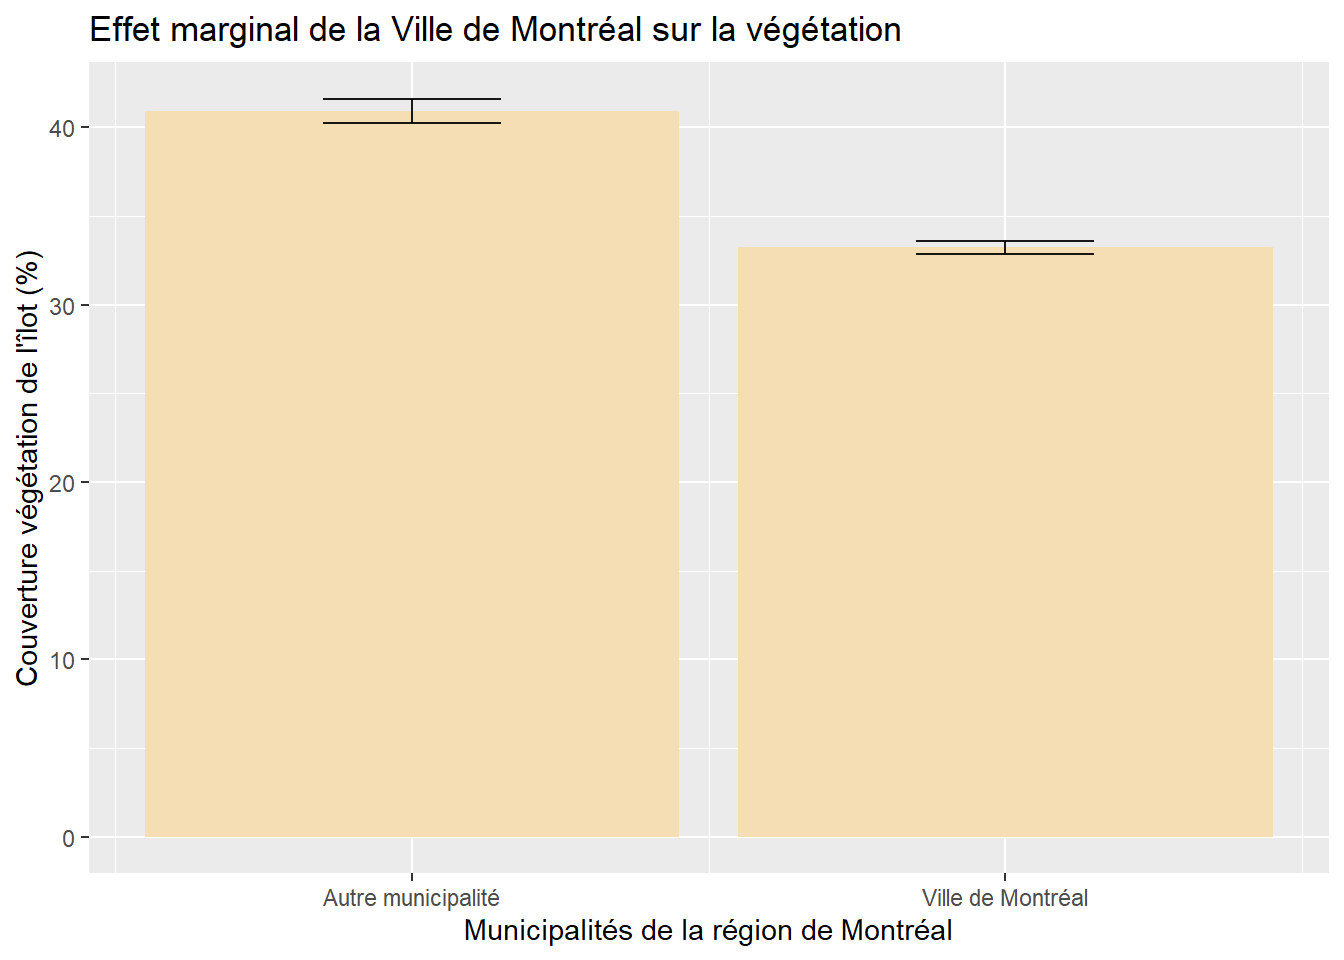 Effet marginal de la Ville de Montréal sur la végétation
Couverture végétation de l'îlot (%)
40
30
20
10
0
Autre municipalité
Ville de Montréal
Municipalités de la région de Montréal